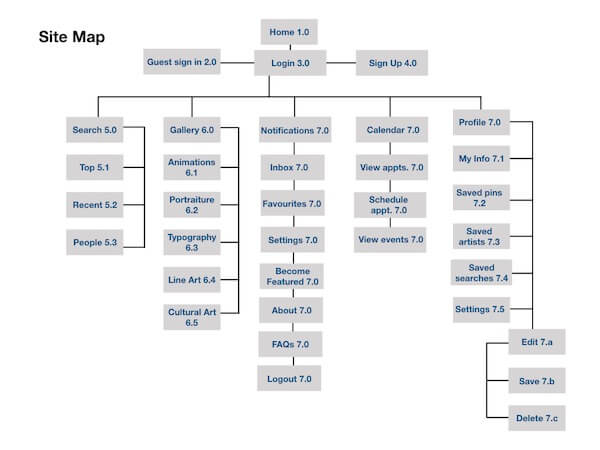 Site Map
Home 1.0
Guest sign in 2.0
Login 3.0
Sign Up 4.0
Search 5.0
Top 5.1
Recent 5.2
People 5.3
Gallery 6.0
Animations
6.1
Portraiture
6.2
Typography
6.3
Line Art 6.4
Cultural Art
6.5
Notifications 7.0
Inbox 7.0
Favourites 7.0
Settings 7.0
Become
Featured 7.0
About 7.0
FAQs 7.0
Logout 7.0
Calendar 7.0
View appts. 7.0
Schedule
appt. 7.0
View events 7.0
Profile 7.0
My Info 7.1
Saved pins
7.2
Saved
artists 7.3
Saved
searches 7.4
Settings 7.5
Edit 7.a
Save 7.b
Delete 7.c